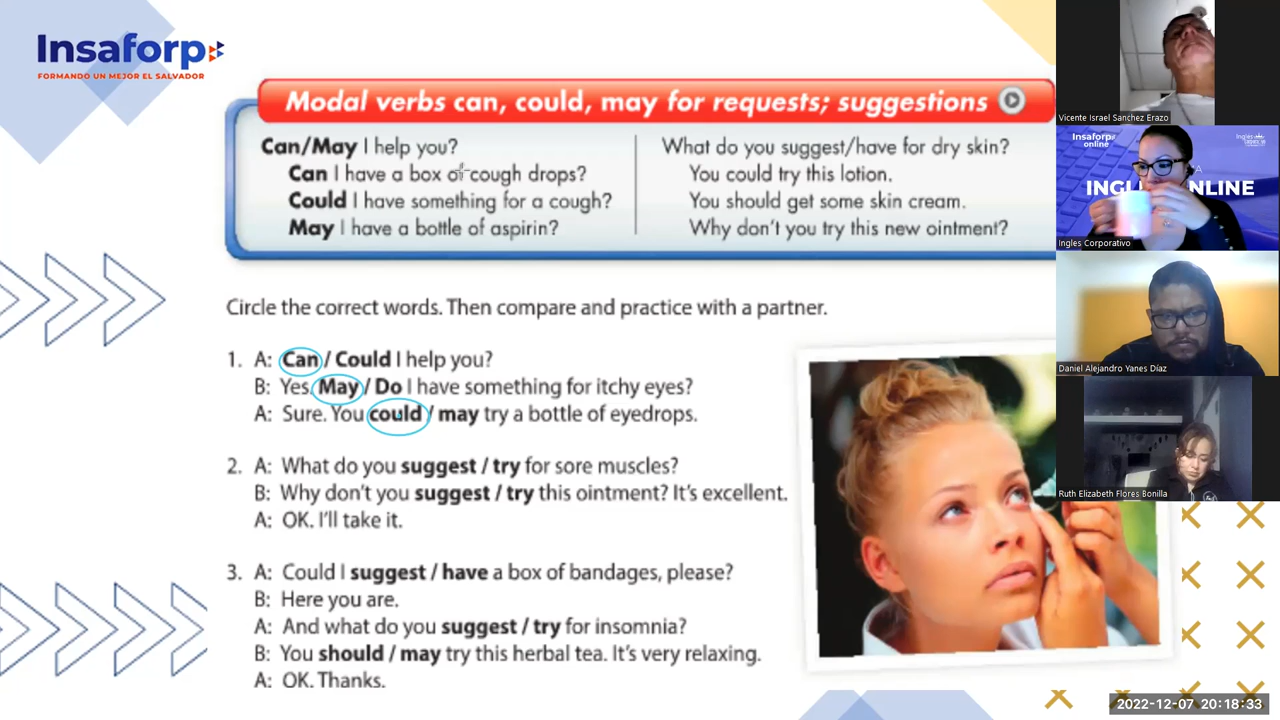 Insaforp
FORMANDO UN MEJOR EL SALVADOR
Modal verbs can, could, may for requests; suggestions
Can/May I help you?
Can I have a box of cough drops?
Could I have something for a cough?
May I have a bottle of aspirin?
What do you suggest/have for dry skin?
You could try this lotion.
You should get some skin cream.
Why don't you try this new ointment?
Circle the correct words. Then compare and practice with a partner.
1. A: Can / Could I help you?
B: Yes. May / Do I have something for itchy eyes?
A: Sure. You could / may try a bottle of eyedrops.
2. A: What do you suggest / try for sore muscles?
B: Why don't you suggest / try this ointment? It's excellent.
A: OK. I'll take it.
3. A: Could I suggest / have a box of bandages, please?
B: Here you are.
A: And what do you suggest / try for insomnia?
B: You should / may try this herbal tea. It's very relaxing.
A: OK. Thanks.
Vicente Israel Sanchez Erazo
Insaforp
online
INGL NLINE
Ingles Corporativo
Daniel Alejandro Yanes Díaz
Ruth Elizabeth Flores Bonilla
2022-12-07 20:18:33